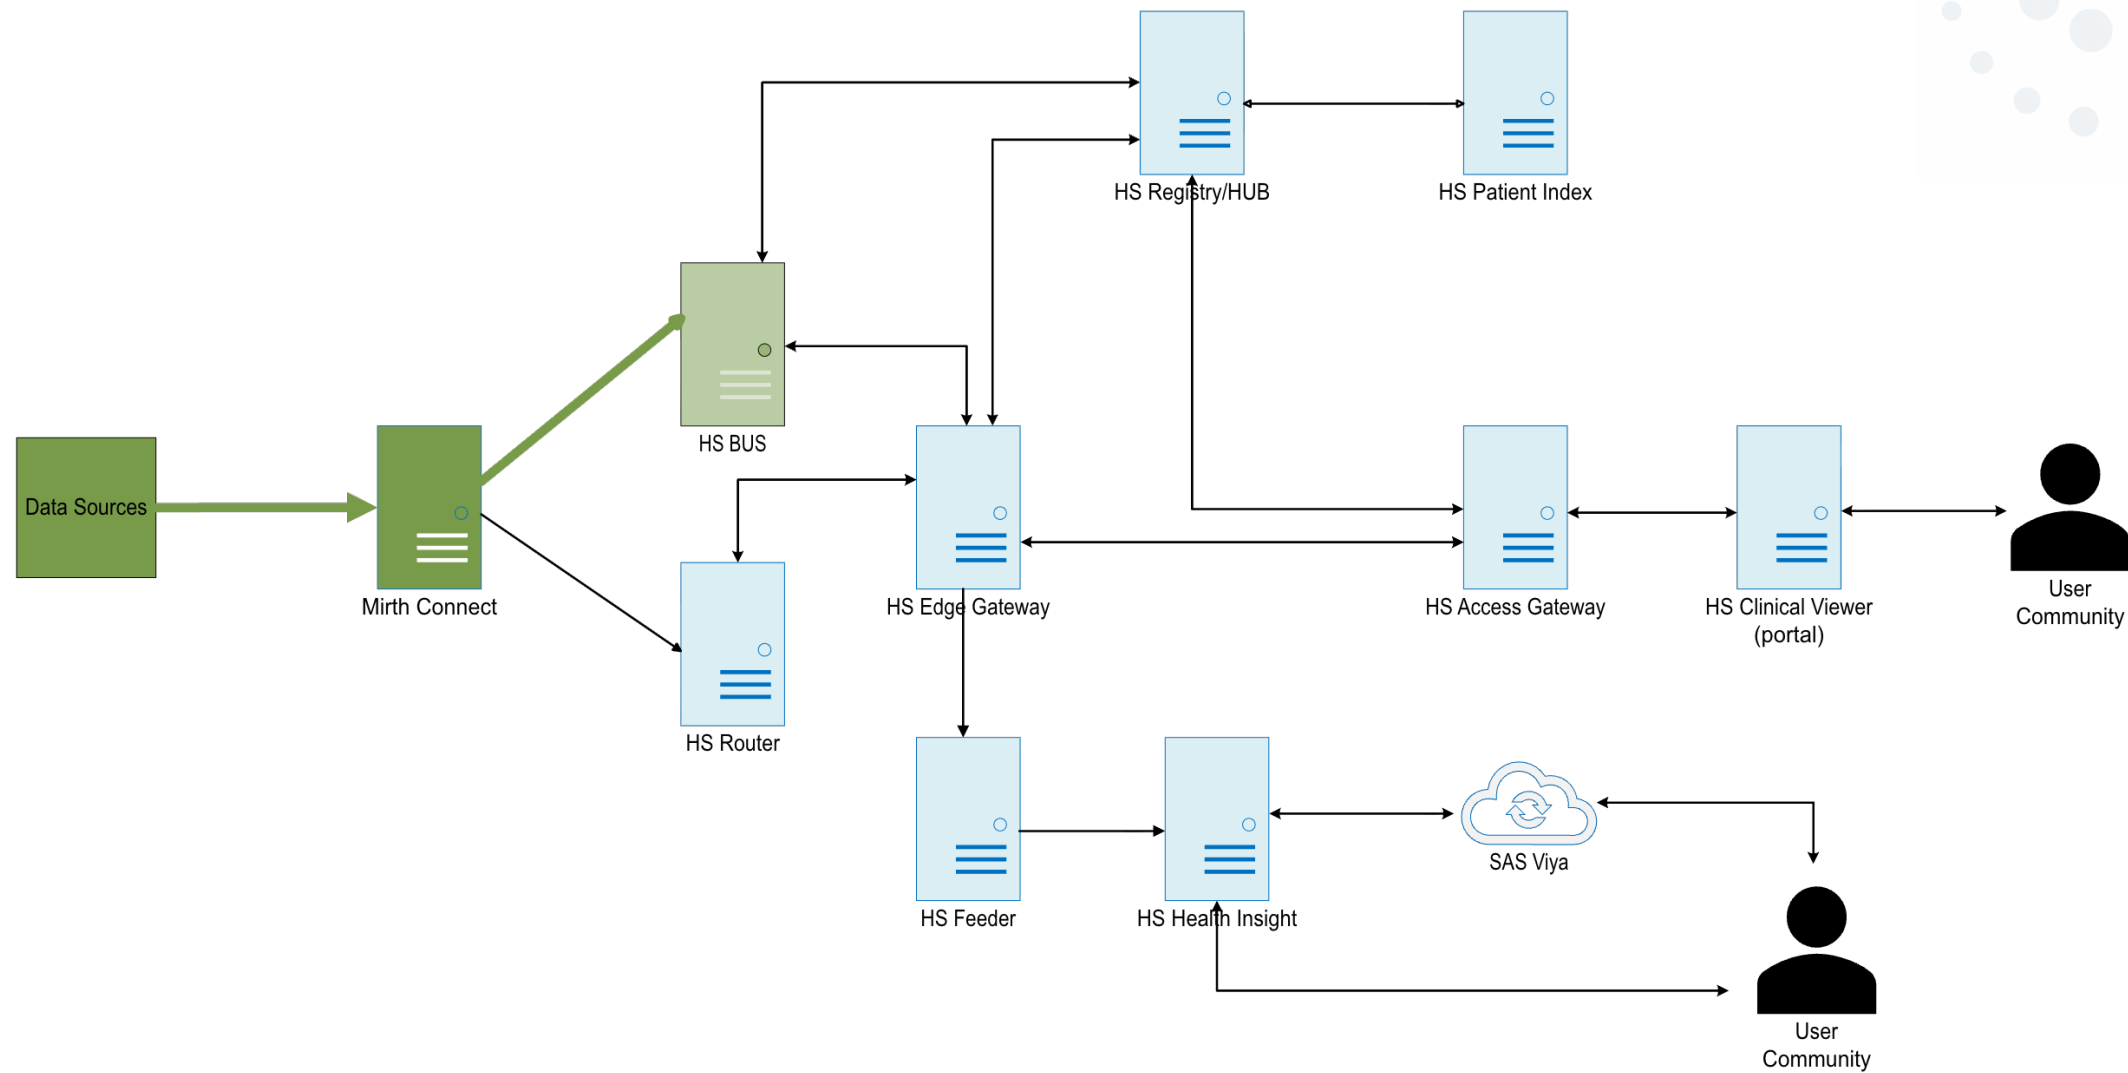 HS Registry/HUB
HS Patient Index
HS BUS
Data Sources
Mirth Connect
HS Edge Gateway
HS Access Gateway
HS Clinical Viewer
(portal)
User
Community
HS Router
SAS Viya
HS Feeder
HS Health Insight
User
Community